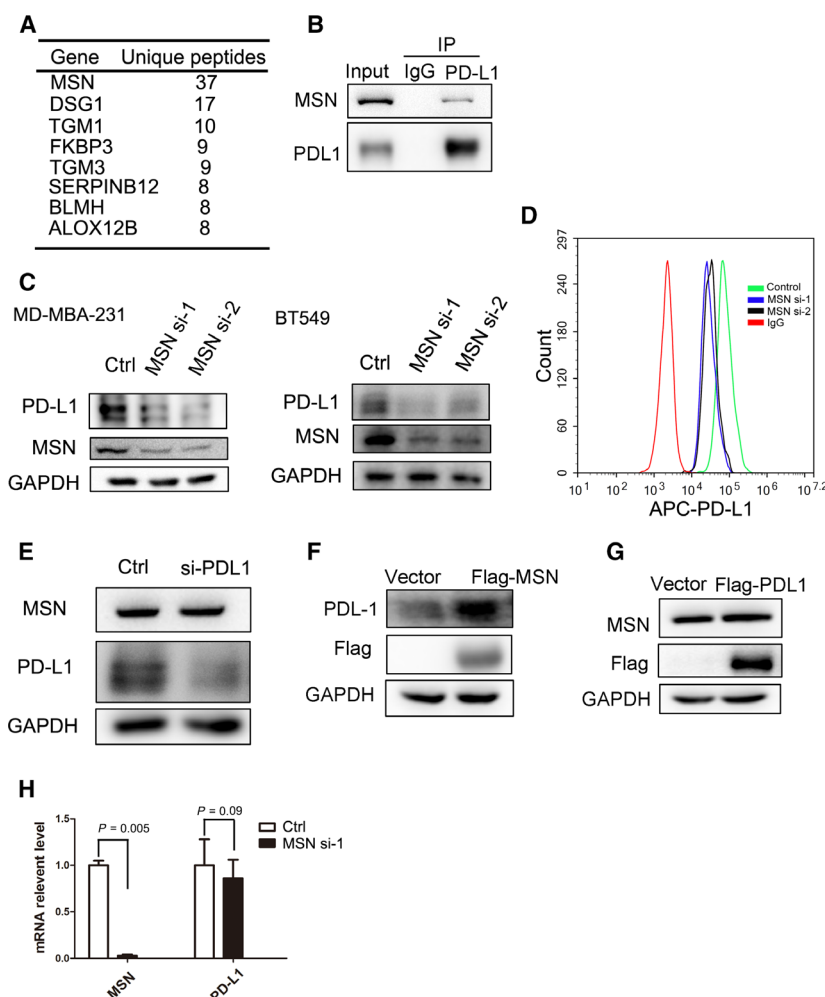 A
Gene Unique peptides
MSN 37
DSG1 17
TGM1 10
FKBP3 9
TGM3 9
SERPINB12 8
BLMH 8
ALOX12B 8
B
IP
Input IgG PD-L1
MSN
PDL1
C
MD-MBA-231
Ctrl MSN si-1 MSN si-2
PD-L1
MSN
GAPDH
BT549
Ctrl MSN si-1 MSN si-2
PD-L1
MSN
GAPDH
D
297
240
180
120
60
0
Count
10^1 10^2 10^3 10^4 10^5 10^6 10^7.2
APC-PD-L1
Control
MSN si-1
MSN si-2
IgG
E
Ctrl si-PDL1
MSN
PD-L1
GAPDH
F
Vector Flag-MSN
PDL-1
Flag
GAPDH
G
Vector Flag-PDL1
MSN
Flag
GAPDH
H
mRNA relevent level
1.5
1.0
0.5
0.0
P = 0.005
P = 0.09
Ctrl
MSN si-1
MSN
PD-L1